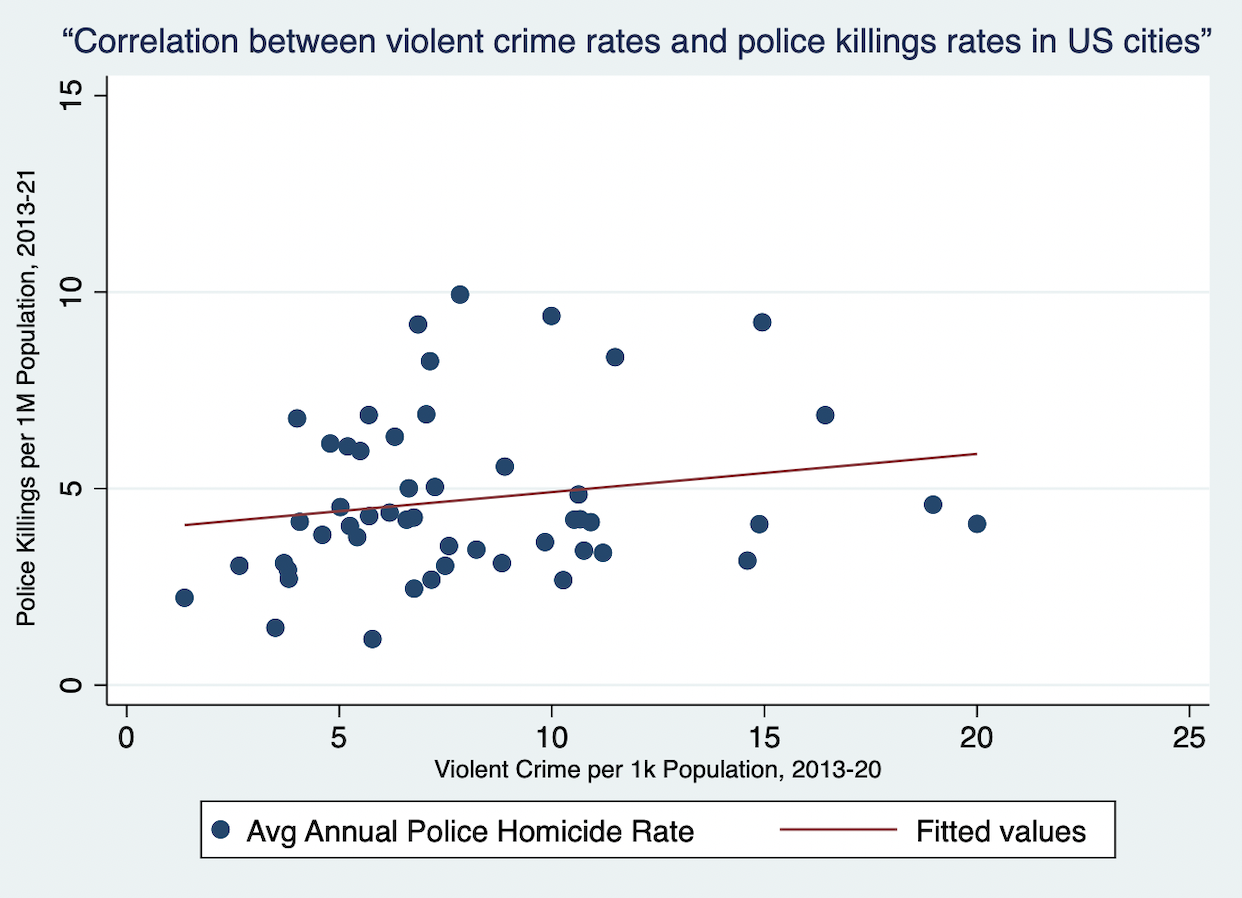 “Correlation between violent crime rates and police killings rates in US cities”
Police Killings per 1M Population, 2013-21
15
10
5
0
0 5 10 15 20 25
Violent Crime per 1k Population, 2013-20
Avg Annual Police Homicide Rate Fitted values